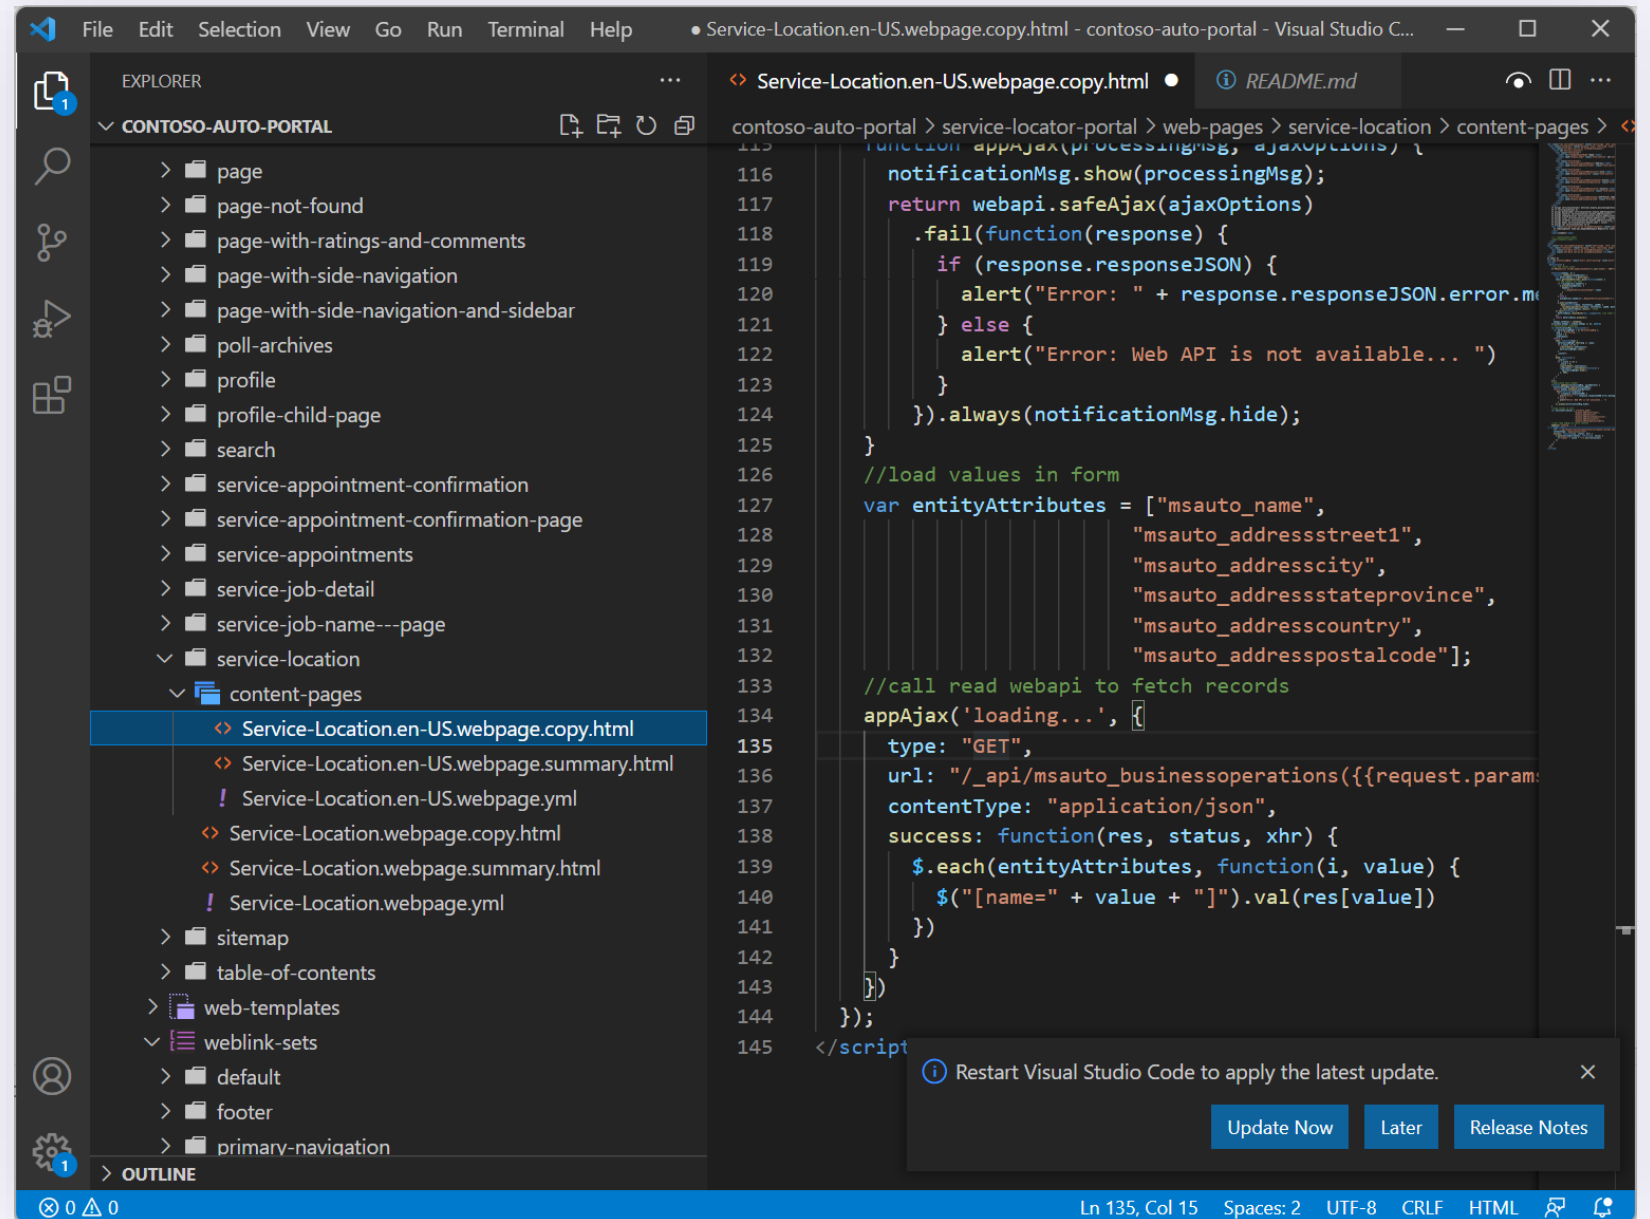 File Edit Selection View Go Run Terminal Help ● Service-Location.en-US.webpage.copy.html - contoso-auto-portal - Visual Studio C...
EXPLORER
CONTOSO-AUTO-PORTAL
page
page-not-found
page-with-ratings-and-comments
page-with-side-navigation
page-with-side-navigation-and-sidebar
poll-archives
profile
profile-child-page
search
service-appointment-confirmation
service-appointment-confirmation-page
service-appointments
service-job-detail
service-job-name---page
service-location
content-pages
Service-Location.en-US.webpage.copy.html
Service-Location.en-US.webpage.summary.html
! Service-Location.en-US.webpage.yml
Service-Location.webpage.copy.html
Service-Location.webpage.summary.html
! Service-Location.webpage.yml
sitemap
table-of-contents
web-templates
weblink-sets
default
footer
primary-navigation
OUTLINE
1
1
Service-Location.en-US.webpage.copy.html ● README.md
contoso-auto-portal > service-locator-portal > web-pages > service-location > content-pages >
115 function appAjax(processingMsg, ajaxOptions) {
116 notificationMsg.show(processingMsg);
117 return webapi.safeAjax(ajaxOptions)
118 .fail(function(response) {
119 if (response.responseJSON) {
120 alert("Error: " + response.responseJSON.error.me
121 } else {
122 alert("Error: Web API is not available... ")
123 }
124 }).always(notificationMsg.hide);
125 }
126 //load values in form
127 var entityAttributes = ["msauto_name",
128 "msauto_addressstreet1",
129 "msauto_addresscity",
130 "msauto_addressstateprovince",
131 "msauto_addresscountry",
132 "msauto_addresspostalcode"];
133 //call read webapi to fetch records
134 appAjax('loading...', {
135 type: "GET",
136 url: "/_api/msauto_businessoperations({{request.params
137 contentType: "application/json",
138 success: function(res, status, xhr) {
139 $.each(entityAttributes, function(i, value) {
140 $("[name=" + value + "]").val(res[value])
141 })
142 }
143 })
144 });
145 </script
Restart Visual Studio Code to apply the latest update.
Update Now Later Release Notes
0 0 Ln 135, Col 15 Spaces: 2 UTF-8 CRLF HTML